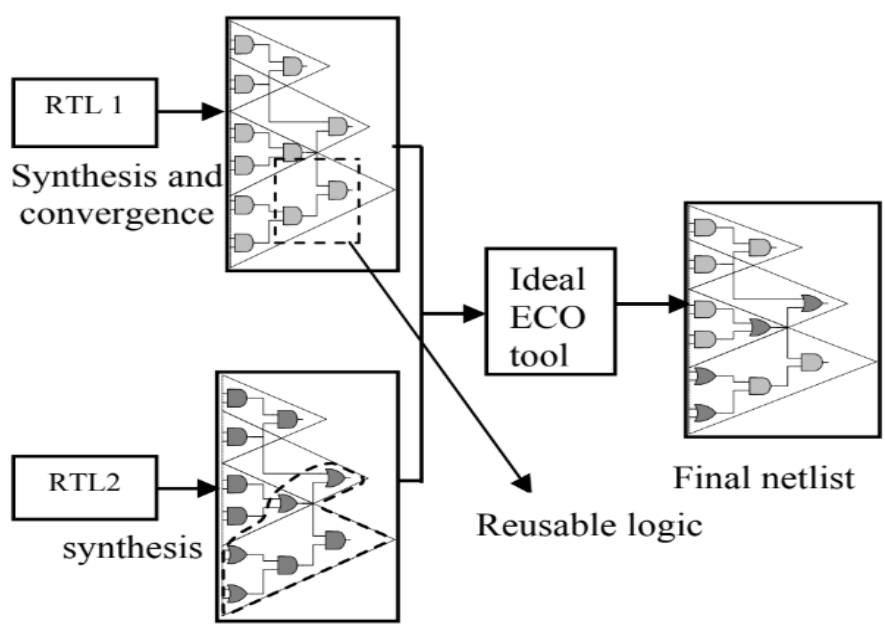 RTL 1
Synthesis and
convergence
Ideal
ECO
tool
RTL2
synthesis
Final netlist
Reusable logic